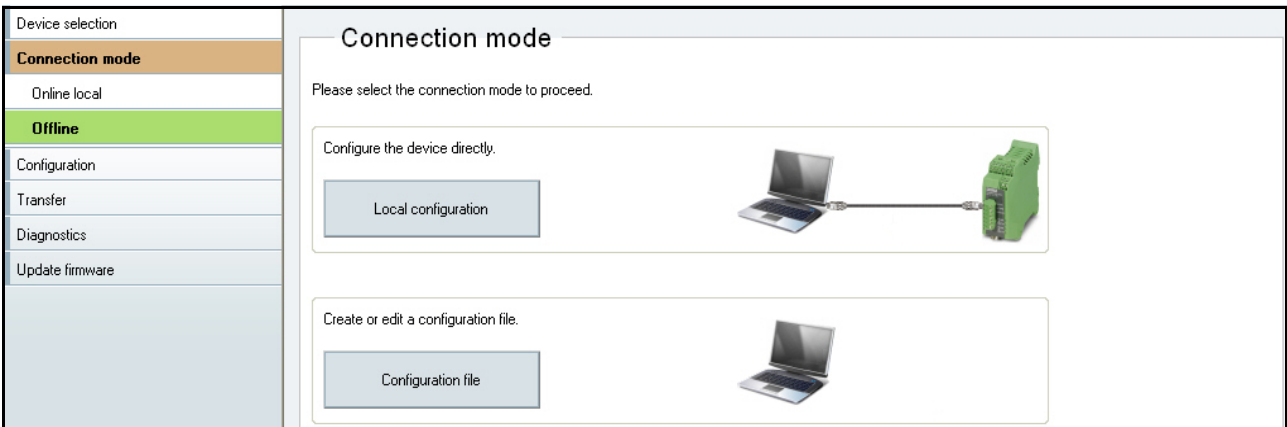 Device selection
Connection mode
Online local
Offline
Configuration
Transfer
Diagnostics
Update firmware
Connection mode
Please select the connection mode to proceed.
Configure the device directly.
Local configuration
Create or edit a configuration file.
Configuration file